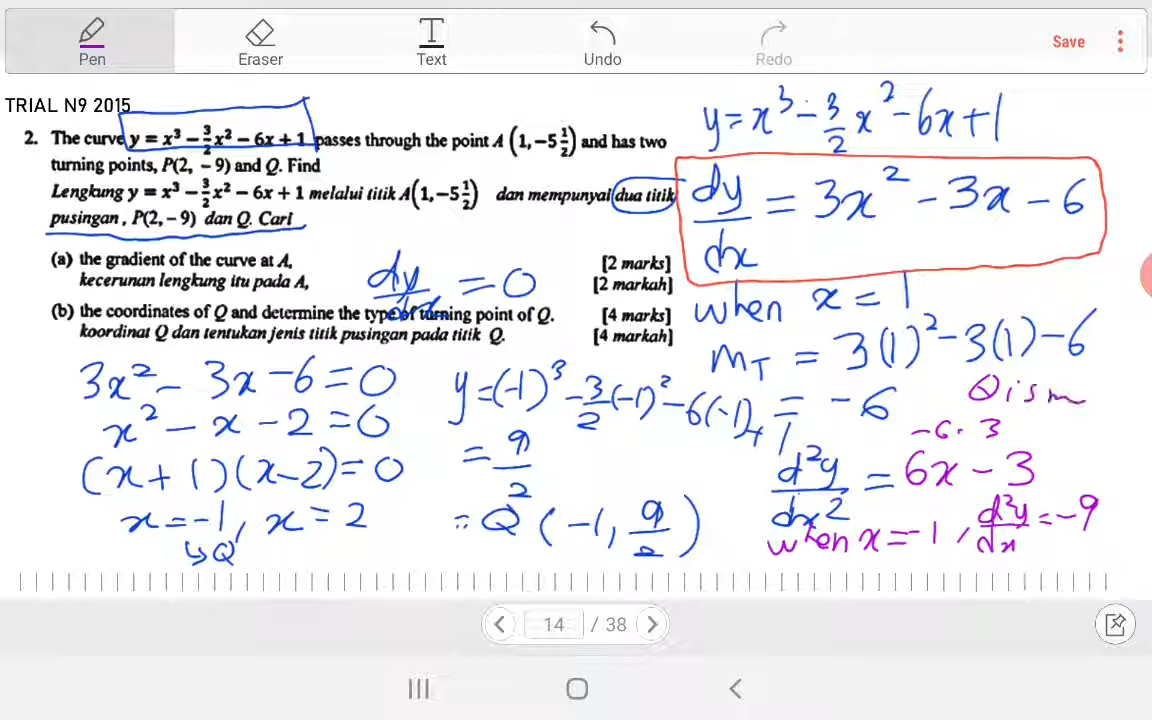 Pen Eraser Text Undo Redo Save
TRIAL N9 2015
2. The curve y = x³ − 3/2x² − 6x + 1 passes through the point A (1, −5 1/2) and has two
turning points, P(2, − 9) and Q. Find
Lengkung y = x³ − 3/2x² − 6x + 1 melalui titik A(1, −5 1/2) dan mempunyai dua titik
pusingan, P(2, − 9) dan Q. Cari
(a) the gradient of the curve at A, [2 marks]
kecerunan lengkung itu pada A, [2 markah]
(b) the coordinates of Q and determine the type of turning point of Q. [4 marks]
koordinat Q dan tentukan jenis titik pusingan pada titik Q. [4 markah]
dy/dx = 0
3x² − 3x − 6 = 0
x² − x − 2 = 0
(x + 1)(x − 2) = 0
x = −1, x = 2
↳Q
y = (−1)³ − 3/2(−1)² − 6(−1) + 1
= 9/2
Q (−1, 9/2)
y = x³ − 3/2 x² − 6x + 1
dy/dx = 3x² − 3x − 6
when x = 1
mT = 3(1)² − 3(1) − 6
= −6
Q is m
−6 . 3
d²y/dx² = 6x − 3
when x = −1, d²y/dx = −9
14 / 38